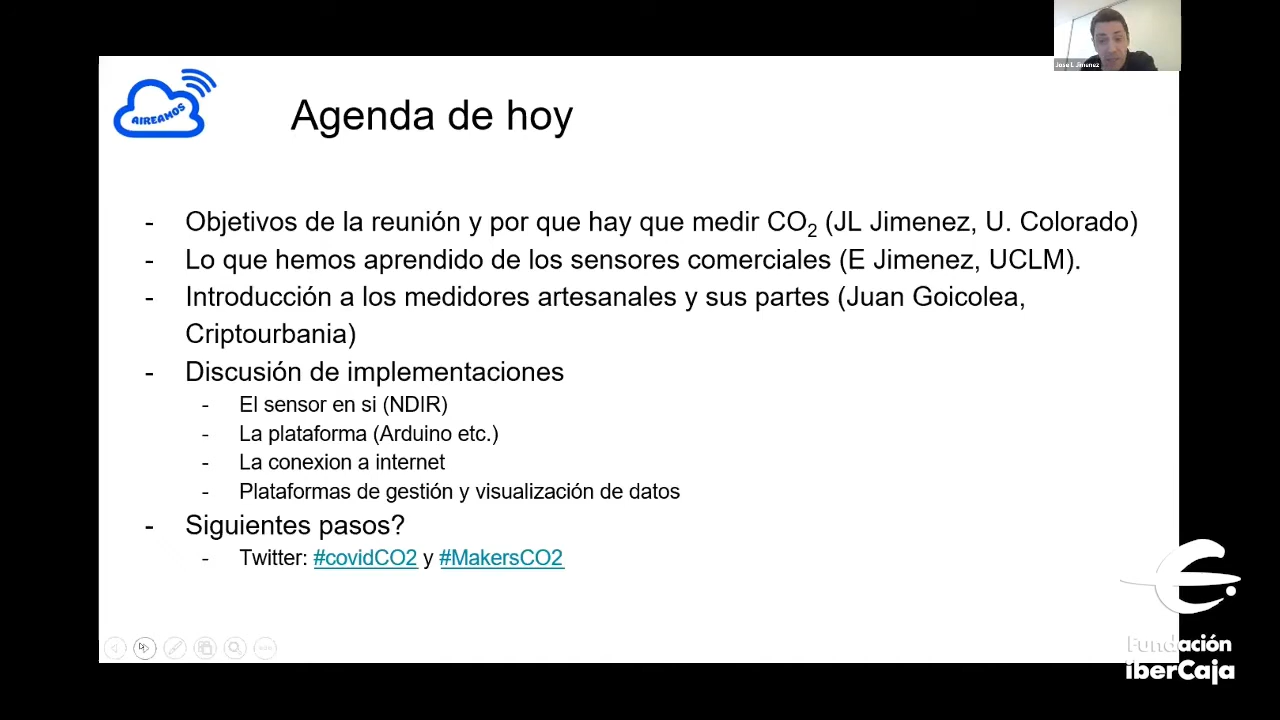 Jose L Jimenez
AIREAMOS
Agenda de hoy
- Objetivos de la reunión y por que hay que medir CO2 (JL Jimenez, U. Colorado)
- Lo que hemos aprendido de los sensores comerciales (E Jimenez, UCLM).
- Introducción a los medidores artesanales y sus partes (Juan Goicolea,
Criptourbania)
- Discusión de implementaciones
- El sensor en si (NDIR)
- La plataforma (Arduino etc.)
- La conexion a internet
- Plataformas de gestión y visualización de datos
- Siguientes pasos?
- Twitter: #covidCO2 y #MakersCO2
Fundación
iberCaja